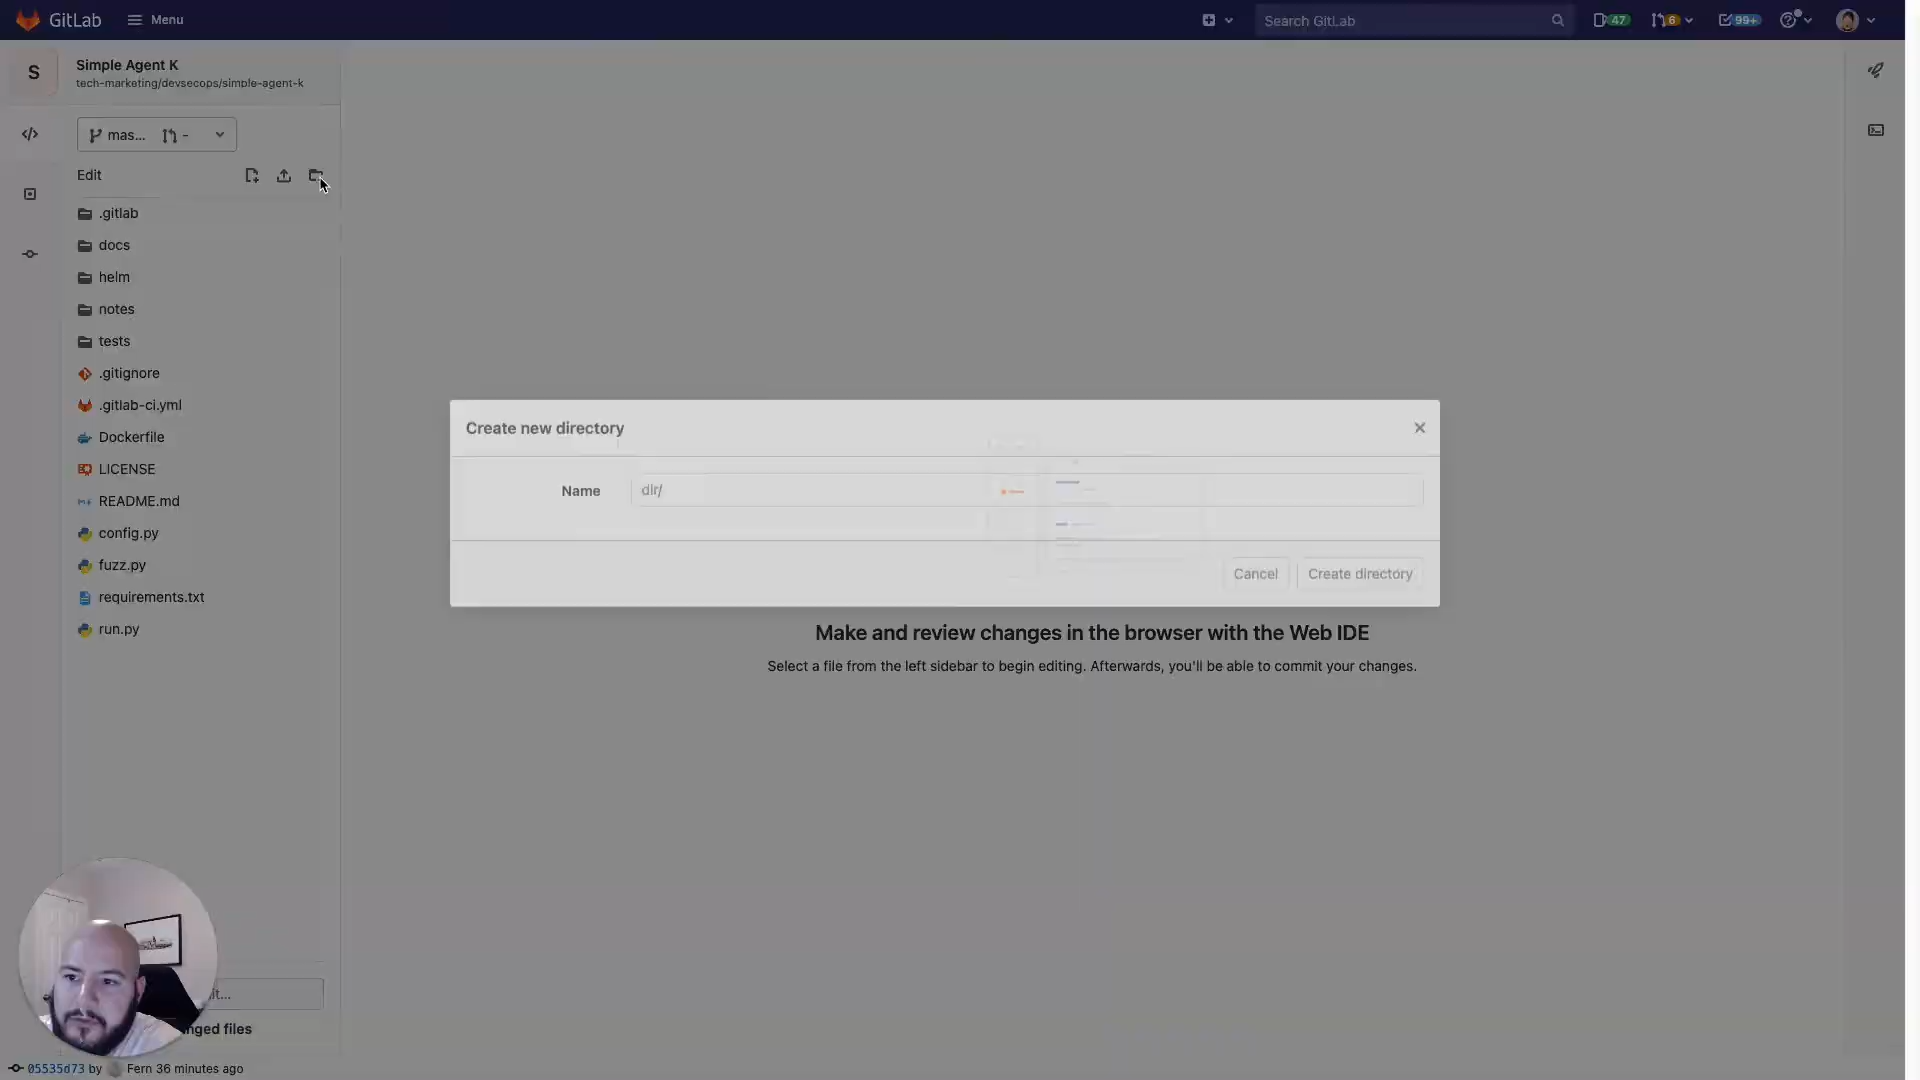 GitLab
Menu
Search GitLab
47
6
99+
S
Simple Agent K
tech-marketing/devsecops/simple-agent-k
mas...
-
Edit
.gitlab
docs
helm
notes
tests
.gitignore
.gitlab-ci.yml
Dockerfile
LICENSE
README.md
config.py
fuzz.py
requirements.txt
run.py
Create new directory
Name
dir/
Cancel
Create directory
Make and review changes in the browser with the Web IDE
Select a file from the left sidebar to begin editing. Afterwards, you'll be able to commit your changes.
files
05535d73 by Fern 36 minutes ago